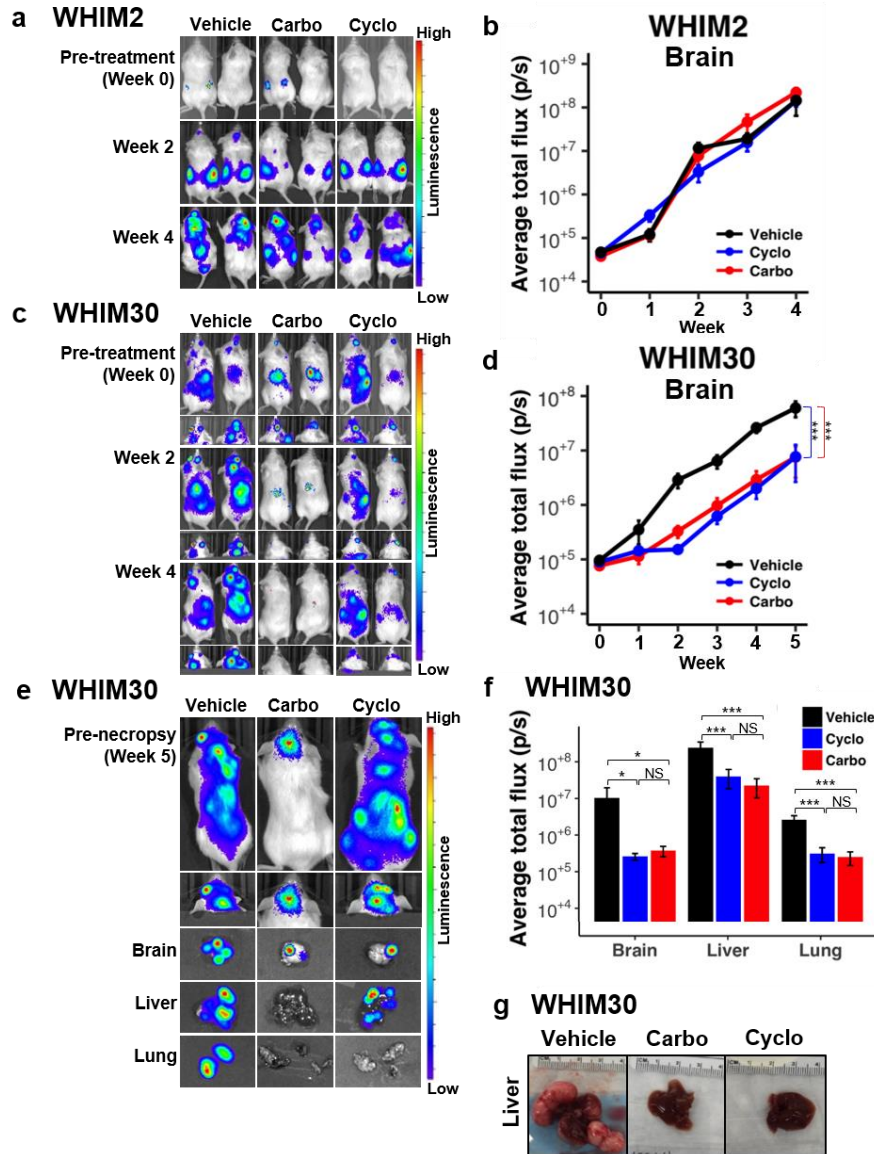 a WHIM2
Vehicle Carbo Cyclo
Pre-treatment
(Week 0)
Week 2
Week 4
High
Luminescence
Low
b WHIM2
Brain
Average total flux (p/s)
10+9
10+8
10+7
10+6
10+5
10+4
Vehicle
Cyclo
Carbo
0 1 2 3 4
Week
c WHIM30
Vehicle Carbo Cyclo
Pre-treatment
(Week 0)
Week 2
Week 4
High
Luminescence
Low
d WHIM30
Brain
Average total flux (p/s)
10+8
10+7
10+6
10+5
10+4
***
***
Vehicle
Cyclo
Carbo
0 1 2 3 4 5
Week
e WHIM30
Vehicle Carbo Cyclo
Pre-necropsy
(Week 5)
Brain
Liver
Lung
High
Luminescence
Low
f WHIM30
Average total flux (p/s)
10+8
10+7
10+6
10+5
10+4
Vehicle
Cyclo
Carbo
*
* NS
***
*** NS
***
*** NS
Brain Liver Lung
g WHIM30
Vehicle Carbo Cyclo
Liver